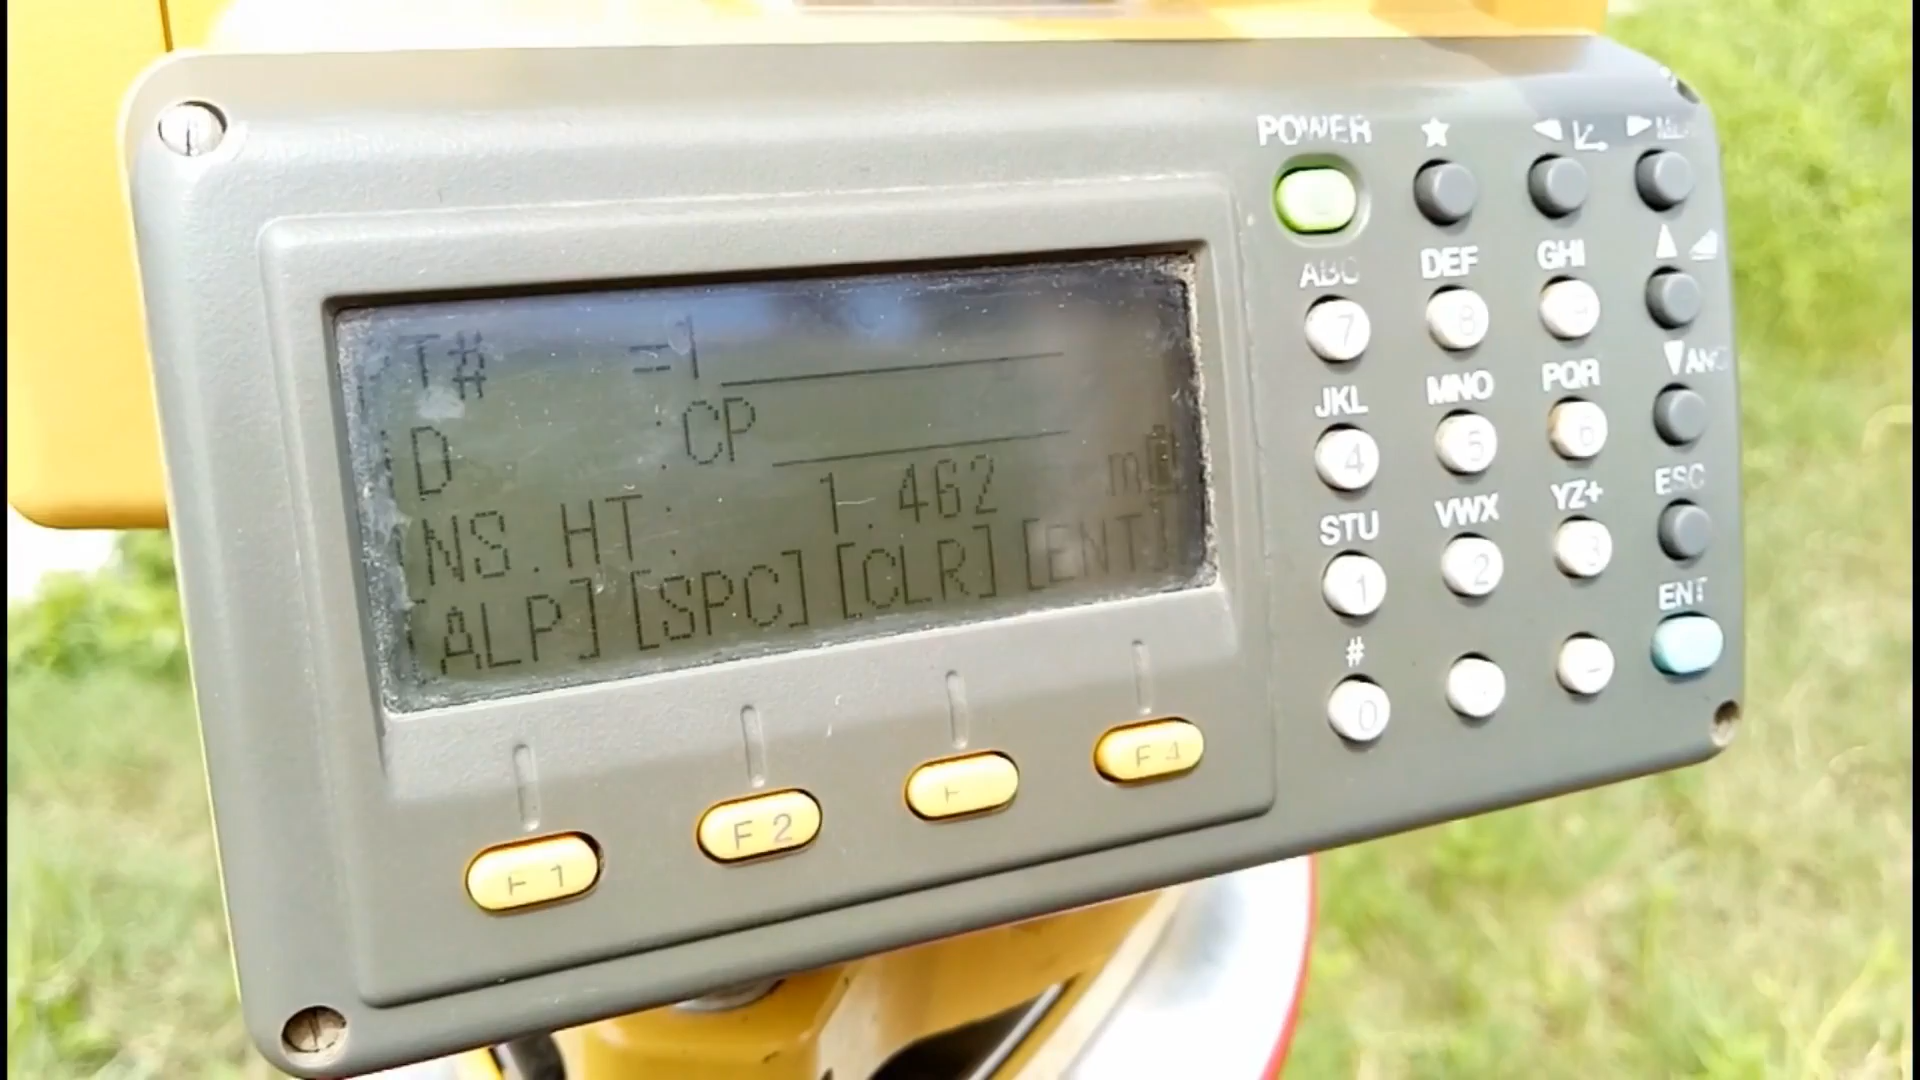 POWER ★ ◀ ▶
T# =1
ABC DEF GHI ▲ ◢
7 8 9
D :CP
▼
JKL MNO PQR
4 5 6
NS.HT: 1.462 m
STU VWX YZ+ ESC
1 2 3
[ALP] [SPC] [CLR] [ENT]
# ENT
0 . -
F1 F2 F F4